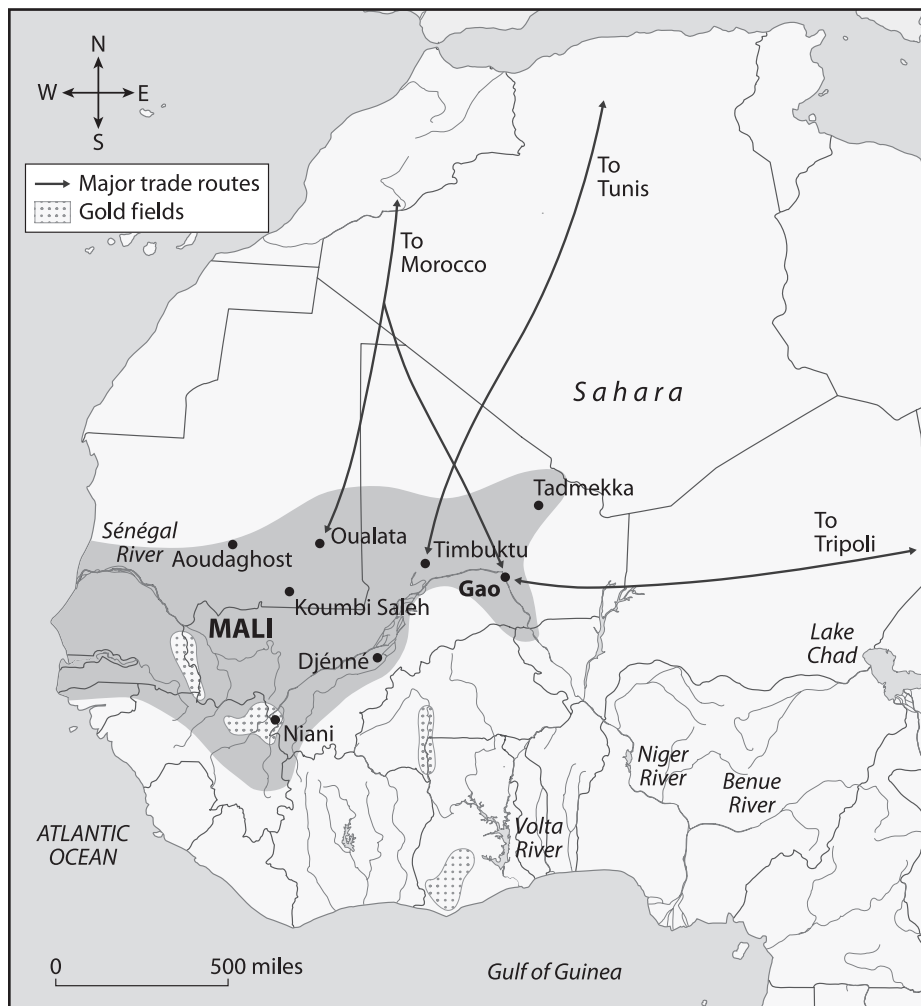 N
W E
S
Major trade routes
Gold fields
To
Tunis
To
Morocco
Sahara
Tadmekka
Sénégal
River
Oualata
Aoudaghost
Timbuktu
To
Tripoli
Gao
Koumbi Saleh
MALI
Djénné
Lake
Chad
Niani
Niger
River
Benue
River
ATLANTIC
OCEAN
Volta
River
0 500 miles
Gulf of Guinea